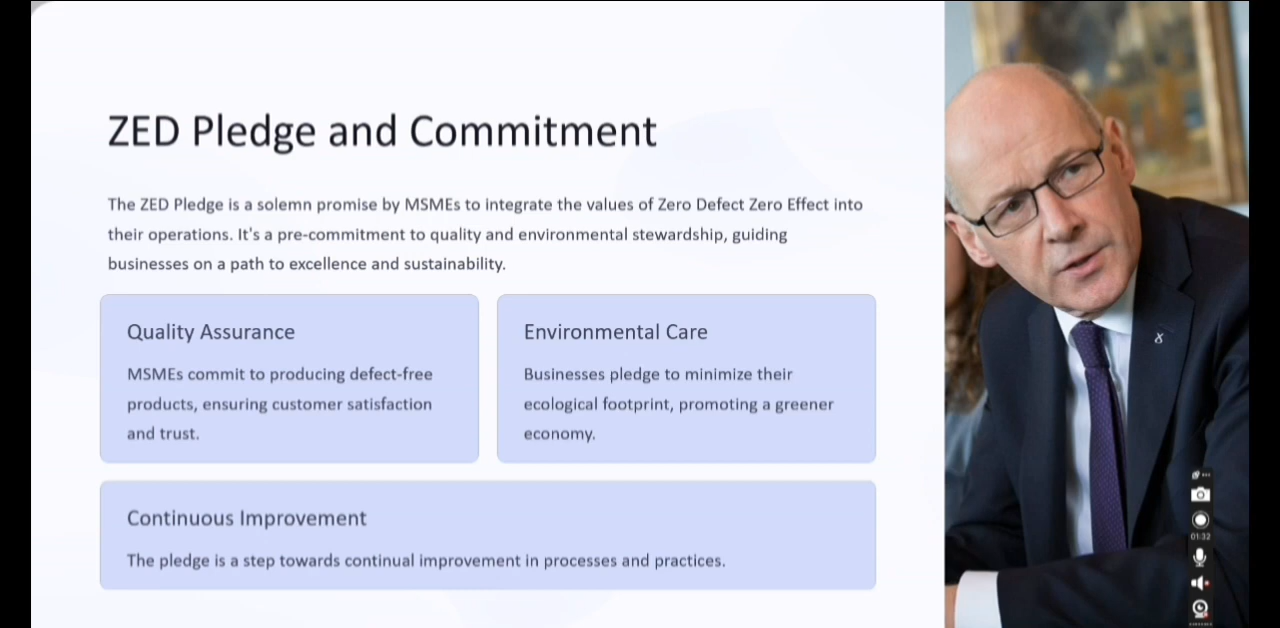 ZED Pledge and Commitment
The ZED Pledge is a solemn promise by MSMEs to integrate the values of Zero Defect Zero Effect into
their operations. It's a pre-commitment to quality and environmental stewardship, guiding
businesses on a path to excellence and sustainability.
Quality Assurance
MSMEs commit to producing defect-free
products, ensuring customer satisfaction
and trust.
Environmental Care
Businesses pledge to minimize their
ecological footprint, promoting a greener
economy.
Continuous Improvement
The pledge is a step towards continual improvement in processes and practices.
01:32